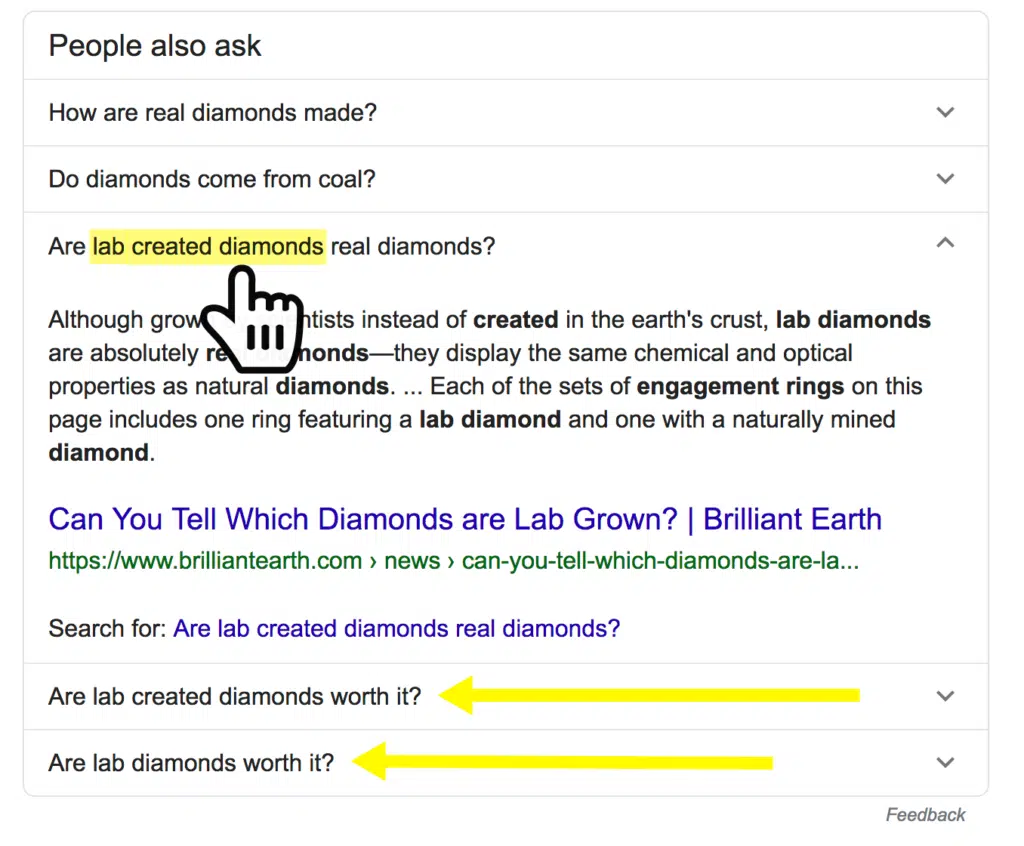 People also ask
How are real diamonds made?
Do diamonds come from coal?
Are lab created diamonds real diamonds?
Although grow ntists instead of created in the earth's crust, lab diamonds
are absolutely re monds—they display the same chemical and optical
properties as natural diamonds. ... Each of the sets of engagement rings on this
page includes one ring featuring a lab diamond and one with a naturally mined
diamond.
Can You Tell Which Diamonds are Lab Grown? | Brilliant Earth
https://www.brilliantearth.com › news › can-you-tell-which-diamonds-are-la...
Search for: Are lab created diamonds real diamonds?
Are lab created diamonds worth it?
Are lab diamonds worth it?
Feedback